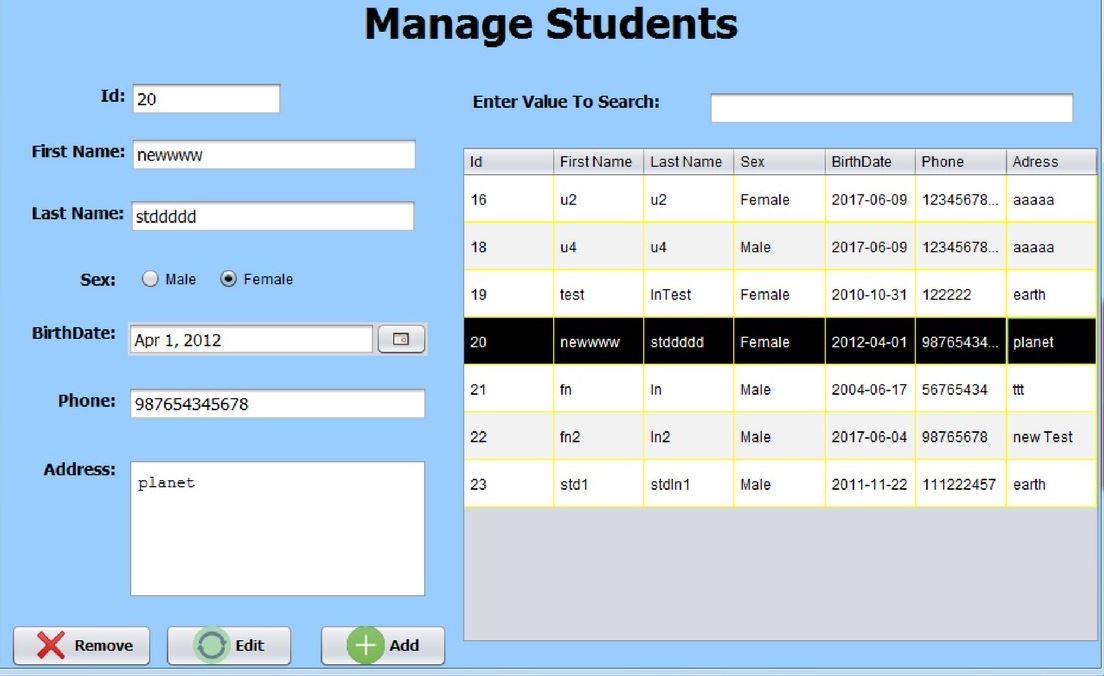 Manage Students
Id: 20
First Name: newwww
Last Name: stddddd
Sex: Male Female
BirthDate: Apr 1, 2012
Phone: 987654345678
Address: planet
Remove Edit Add
Enter Value To Search:
Id First Name Last Name Sex BirthDate Phone Adress
16 u2 u2 Female 2017-06-09 12345678... aaaaa
18 u4 u4 Male 2017-06-09 12345678... aaaaa
19 test lnTest Female 2010-10-31 122222 earth
20 newwww stddddd Female 2012-04-01 98765434... planet
21 fn ln Male 2004-06-17 56765434 ttt
22 fn2 ln2 Male 2017-06-04 98765678 new Test
23 std1 stdln1 Male 2011-11-22 111222457 earth